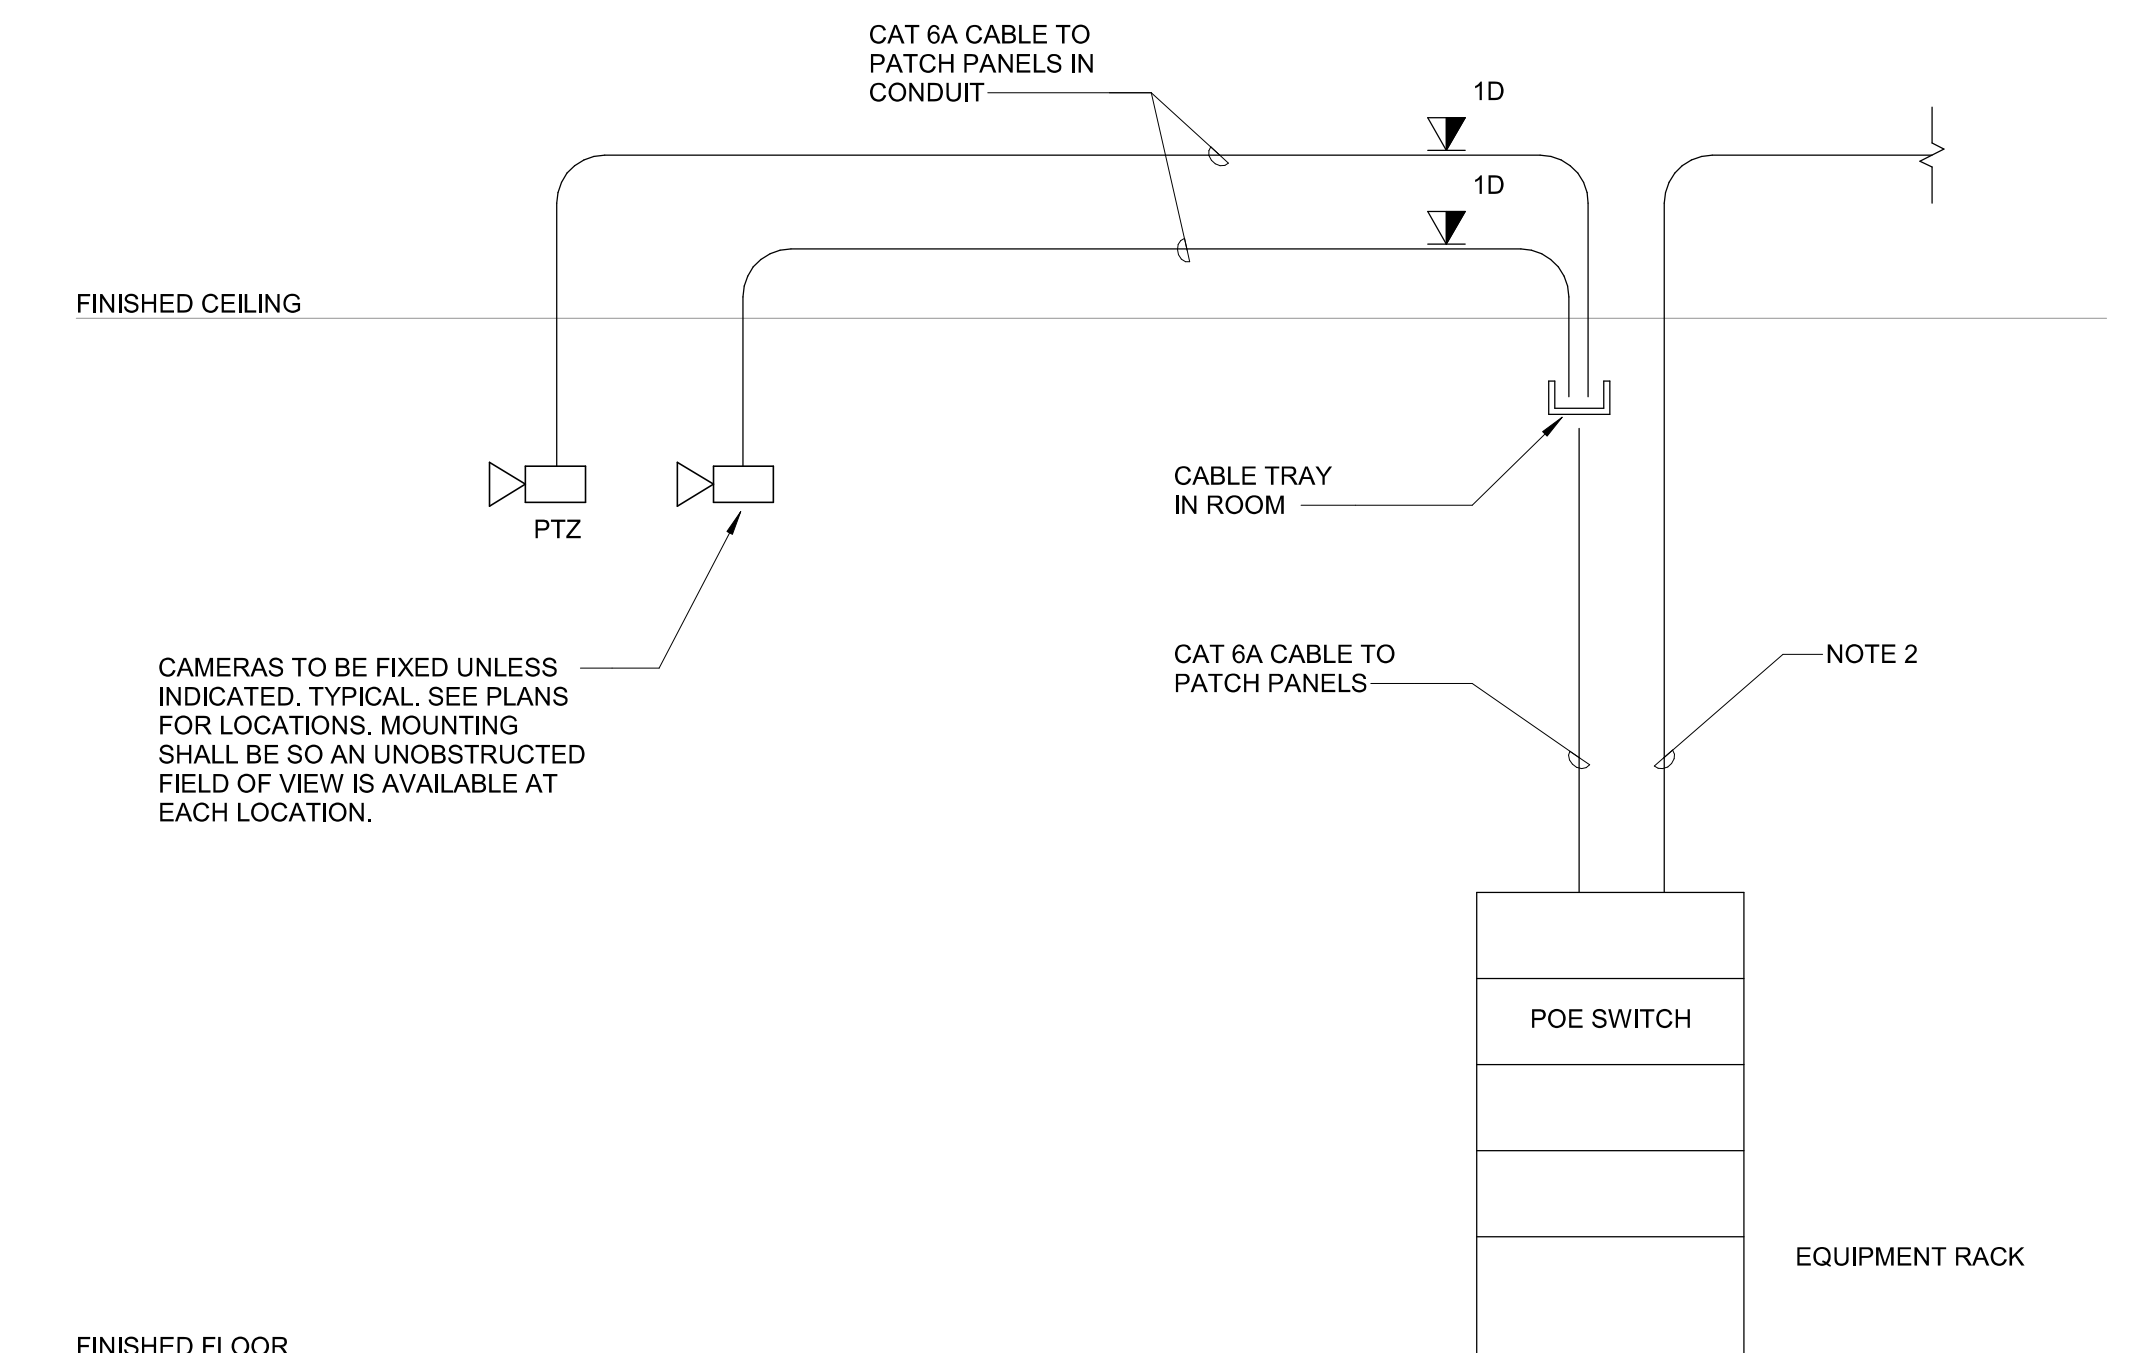 CAT 6A CABLE TO
PATCH PANELS IN
CONDUIT
1D
1D
FINISHED CEILING
CABLE TRAY
IN ROOM
PTZ
CAT 6A CABLE TO
PATCH PANELS
NOTE 2
CAMERAS TO BE FIXED UNLESS
INDICATED. TYPICAL. SEE PLANS
FOR LOCATIONS. MOUNTING
SHALL BE SO AN UNOBSTRUCTED
FIELD OF VIEW IS AVAILABLE AT
EACH LOCATION.
POE SWITCH
EQUIPMENT RACK
FINISHED FLOOR